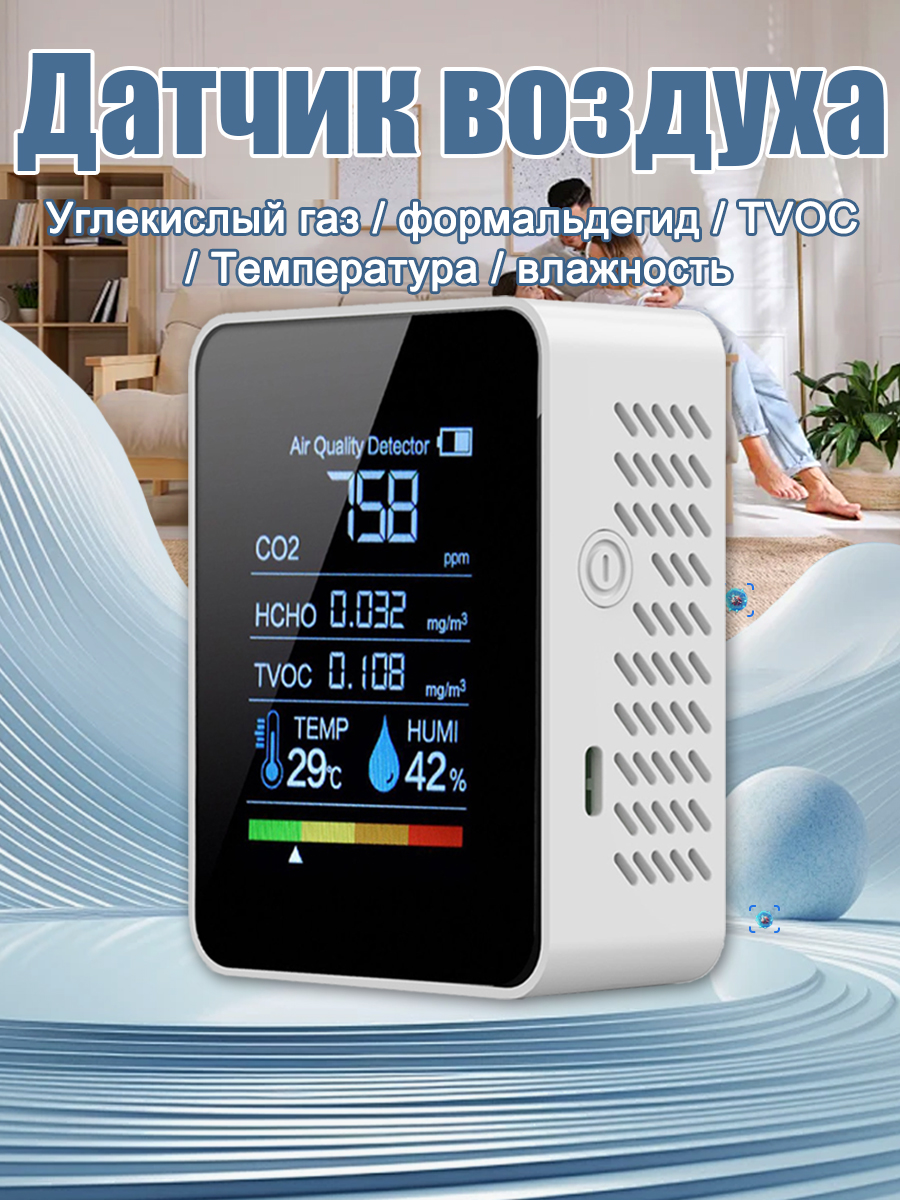 Датчик воздуха
Углекислый газ / формальдегид / TVOC
/ Температура / влажность
Air Quality Detector
758
CO2 ppm
HCHO 0.032 mg/m³
TVOC 0.108 mg/m³
TEMP HUMI
29°C 42%